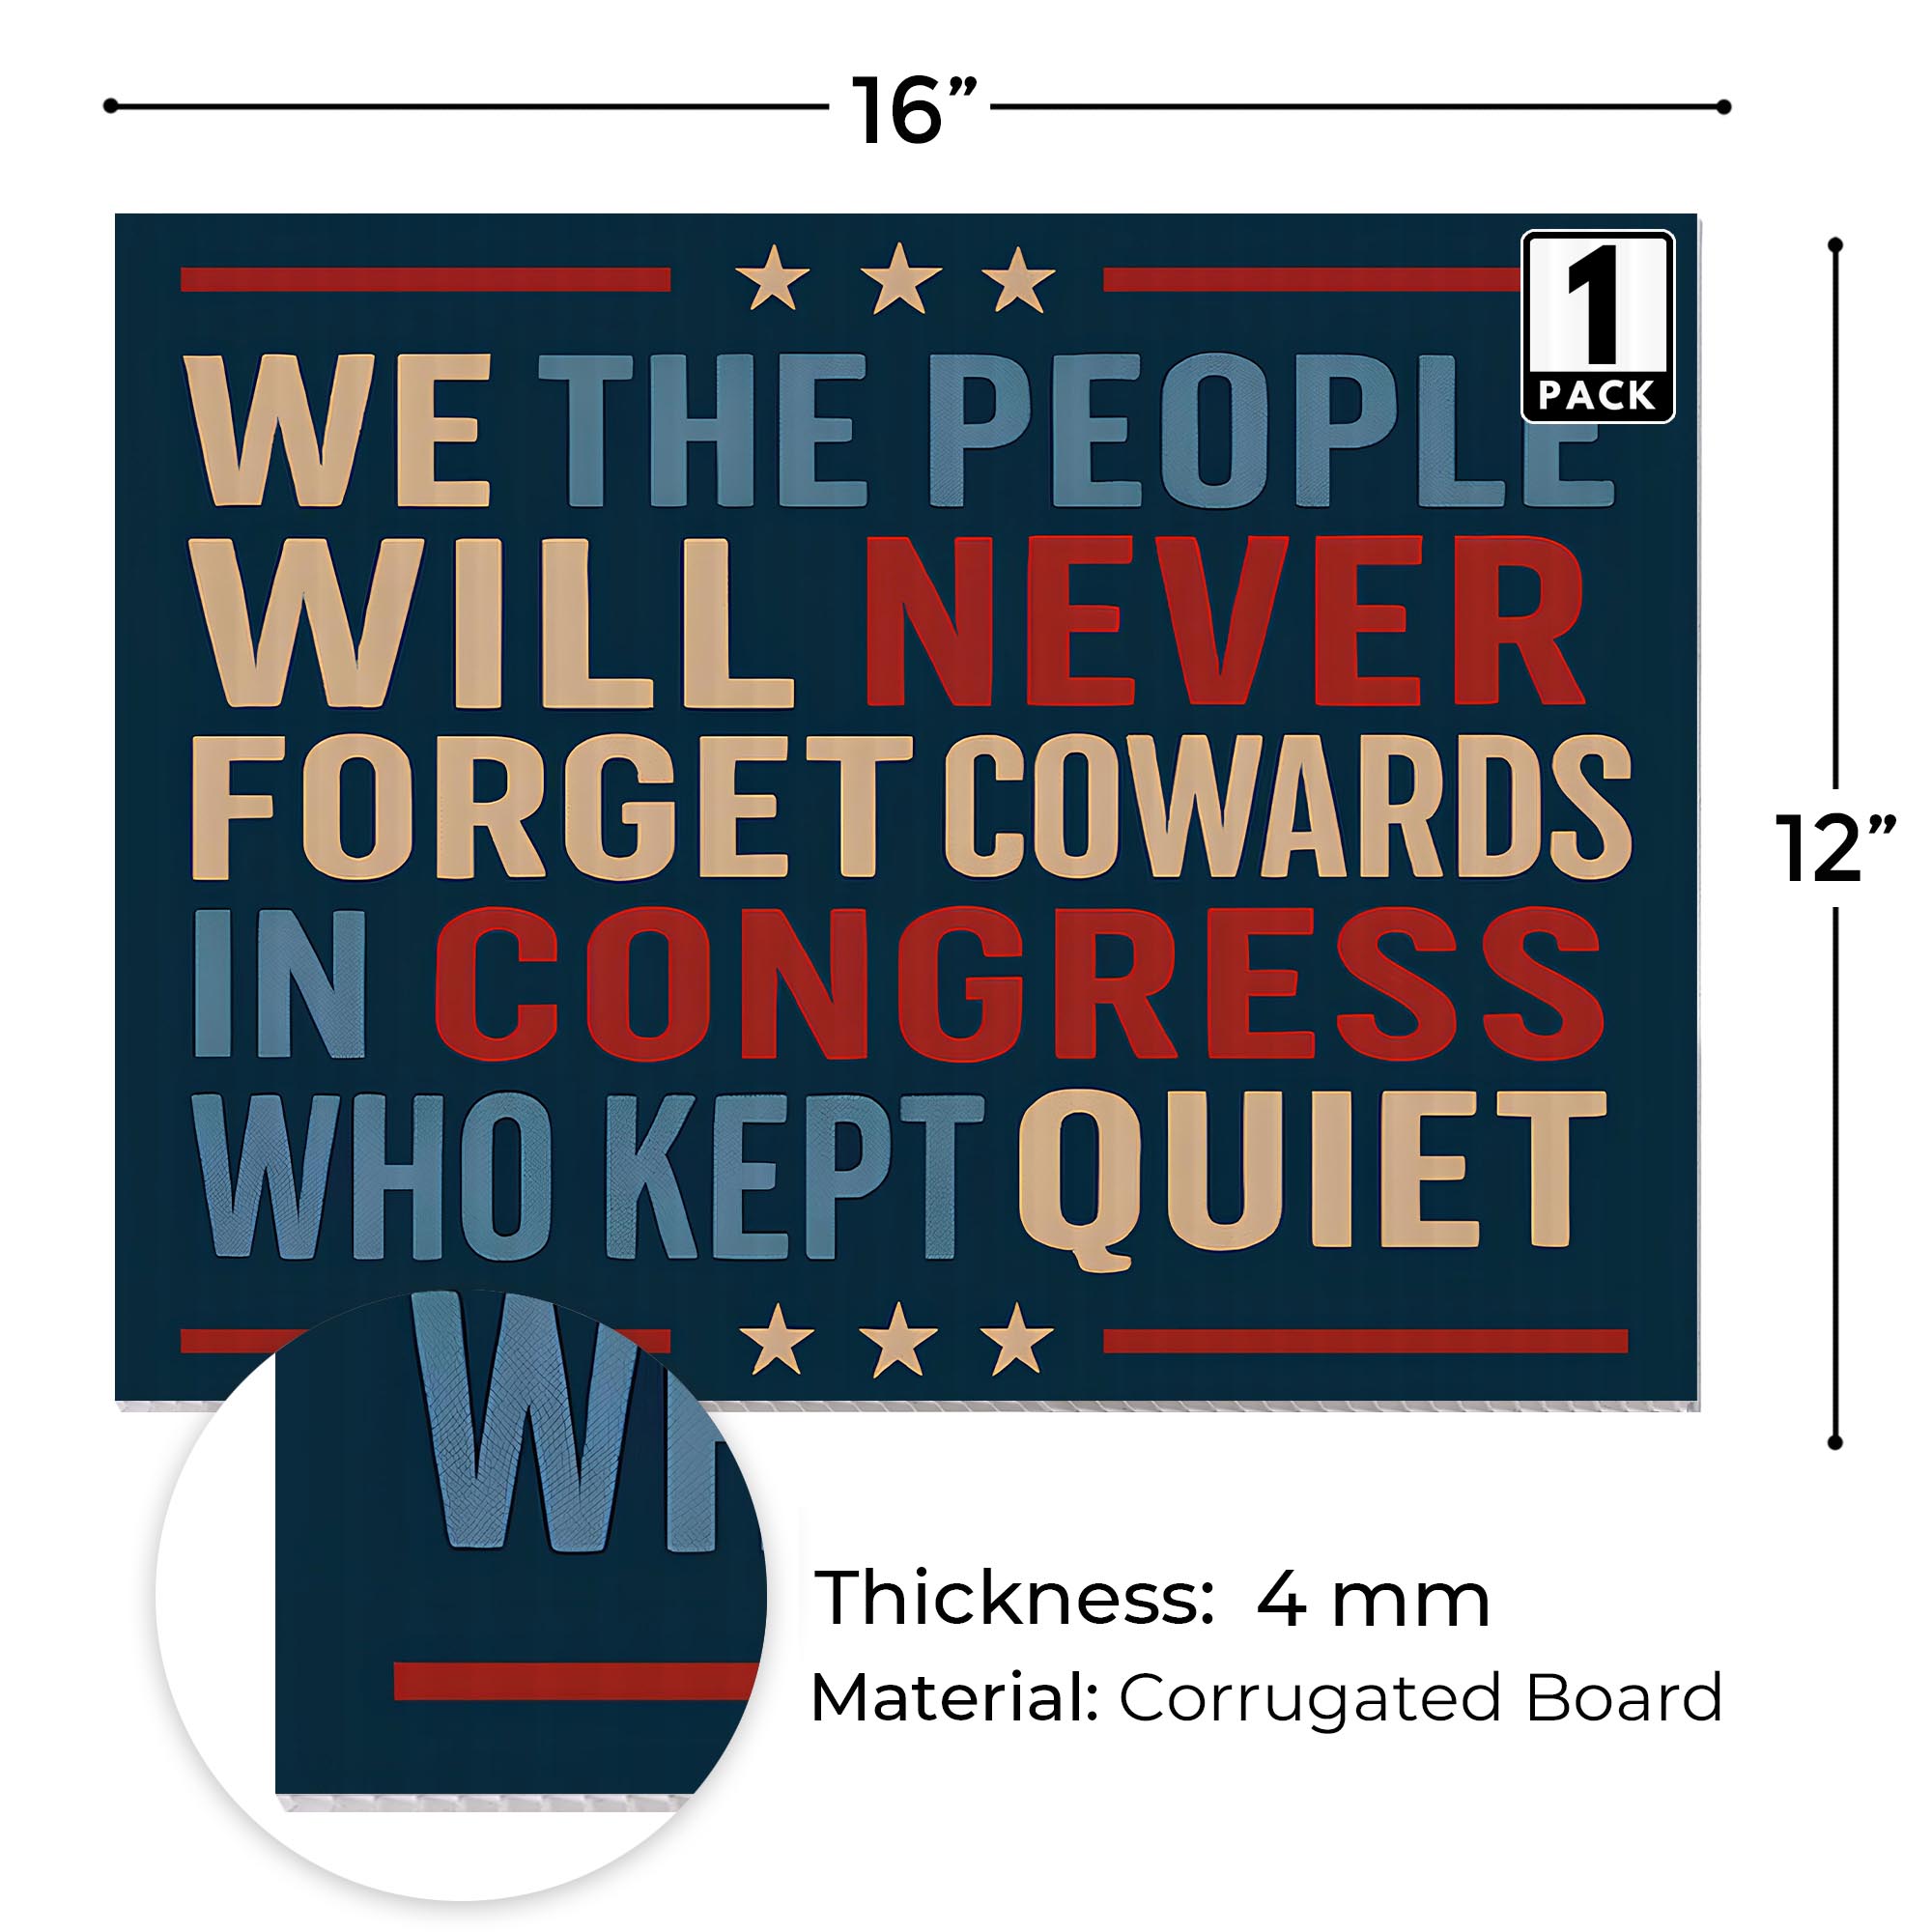 16”
1
PACK
WE THE PEOPLE
WILL NEVER
FORGET COWARDS
IN CONGRESS
WHO KEPT QUIET
12”
WH
Thickness: 4 mm
Material: Corrugated Board